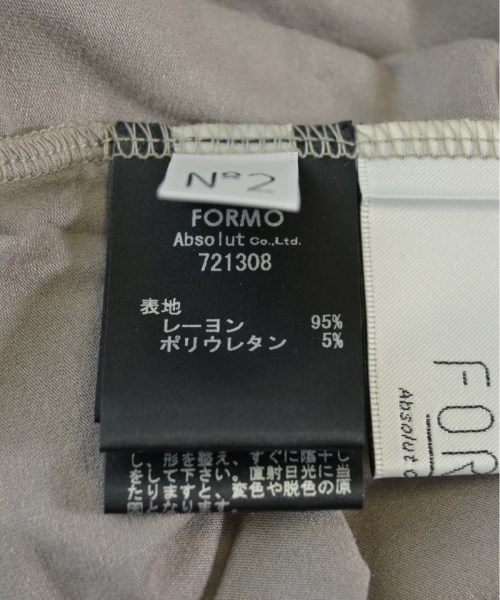 Nº2
FORMO
Absolut Co.,Ltd.
721308
表地
レーヨン 95%
ポリウレタン 5%
し、形を整え、すぐに陰干し
をして下さい。直射日光に当
たりますと、変色や脱色の原
因となります。
FOR
Absolut